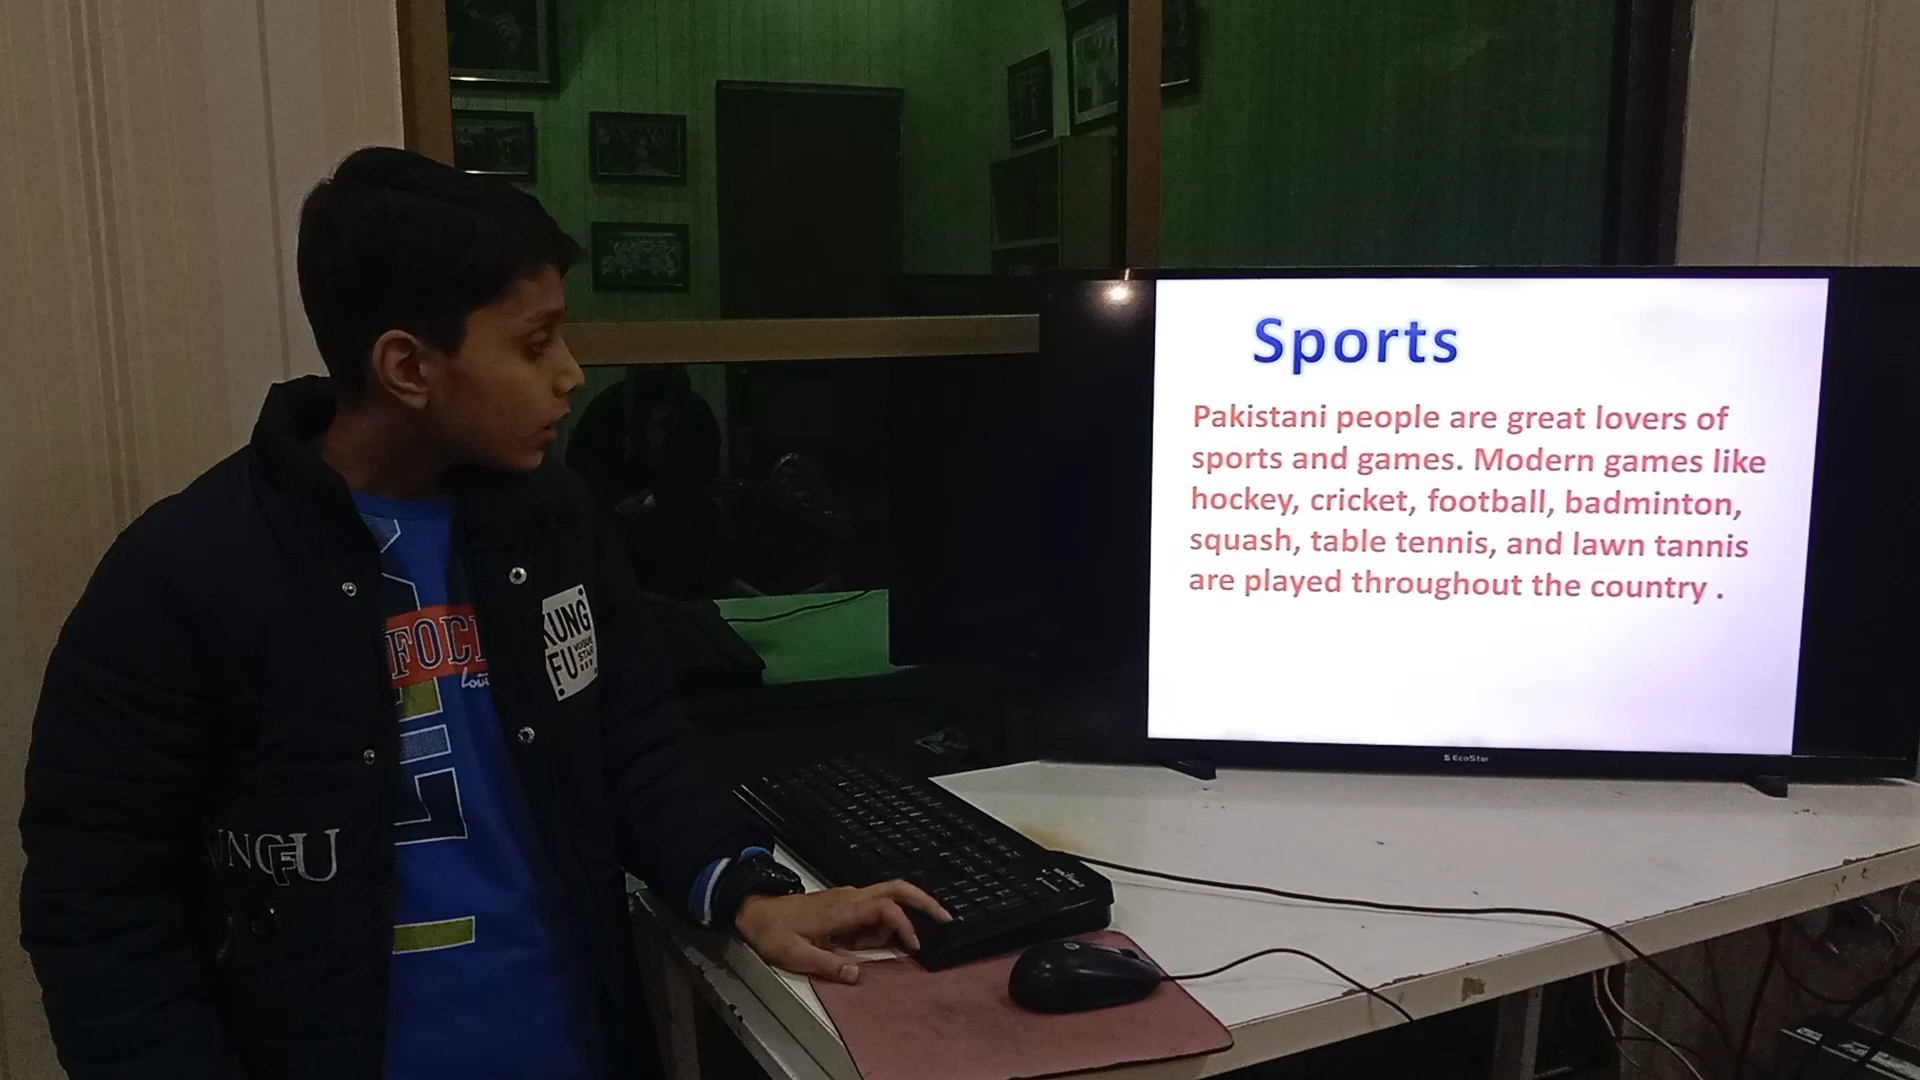 Sports
Pakistani people are great lovers of
sports and games. Modern games like
hockey, cricket, football, badminton,
squash, table tennis, and lawn tannis
are played throughout the country .
EcoStar
KUNG
FU
STAR